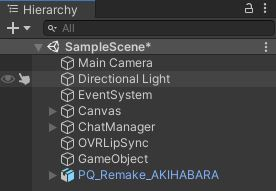 Hierarchy
All
SampleScene*
Main Camera
Directional Light
EventSystem
Canvas
ChatManager
OVRLipSync
GameObject
PQ_Remake_AKIHABARA